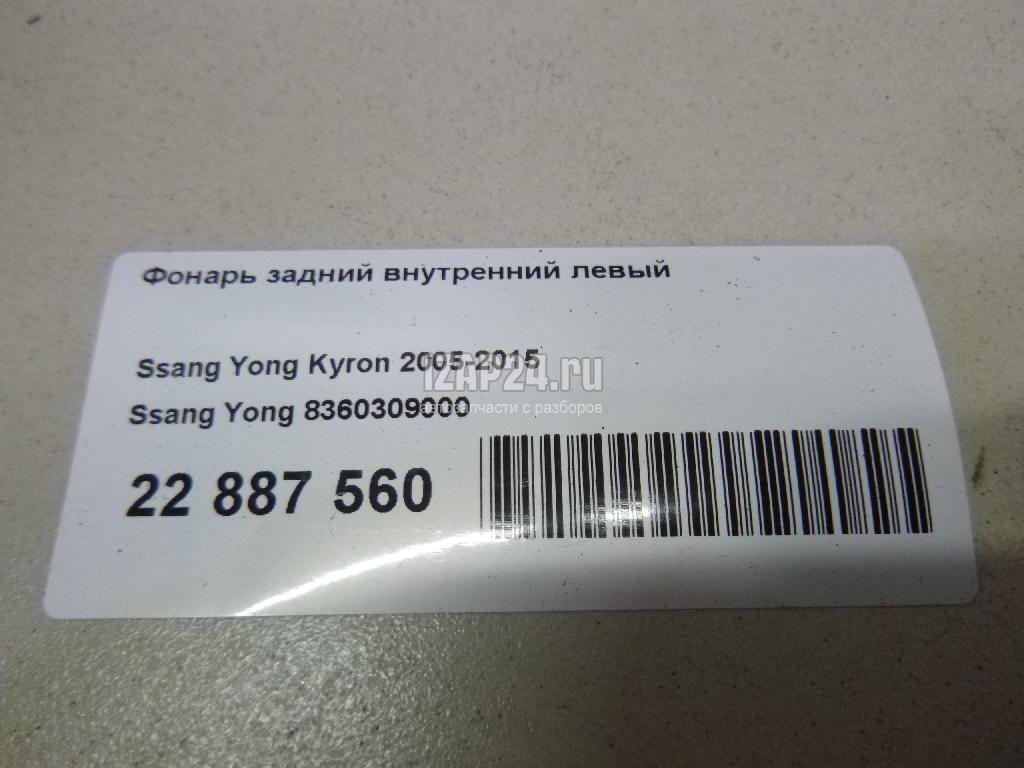 Фонарь задний внутренний левый
Ssang Yong Kyron 2005-2015
IZAP24.ru
Ssang Yong 8360309000
автозапчасти с разборов
22 887 560